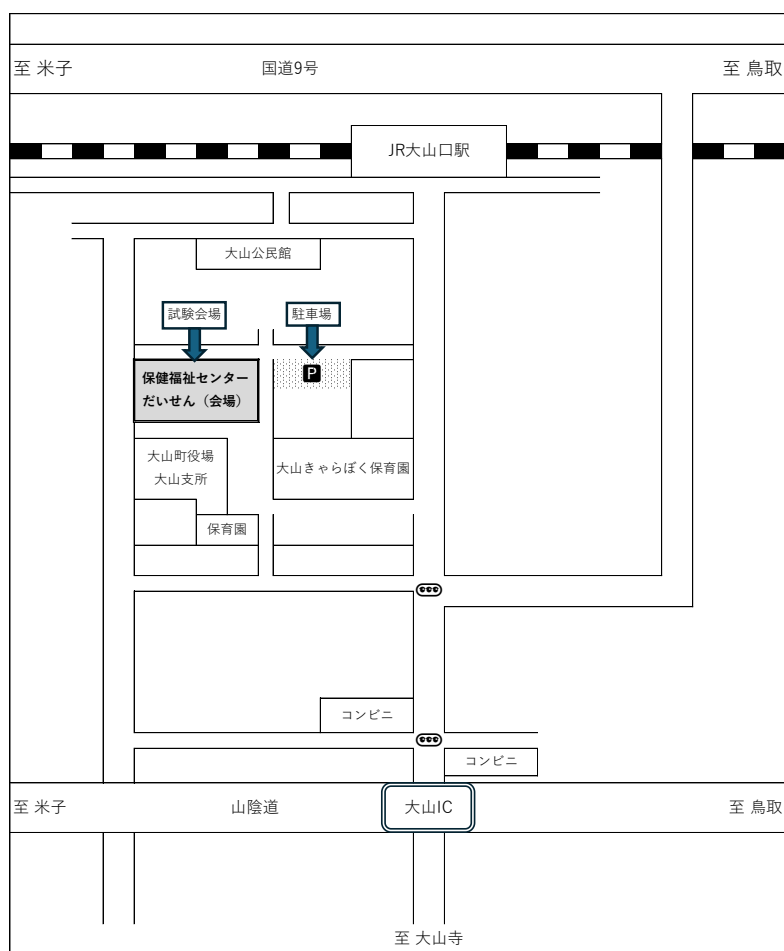 至 米子
国道9号
至 鳥取
JR大山口駅
大山公民館
試験会場
駐車場
P
保健福祉センター
だいせん（会場）
大山町役場
大山支所
大山きゃらぼく保育園
保育園
コンビニ
コンビニ
至 米子
山陰道
大山IC
至 鳥取
至 大山寺